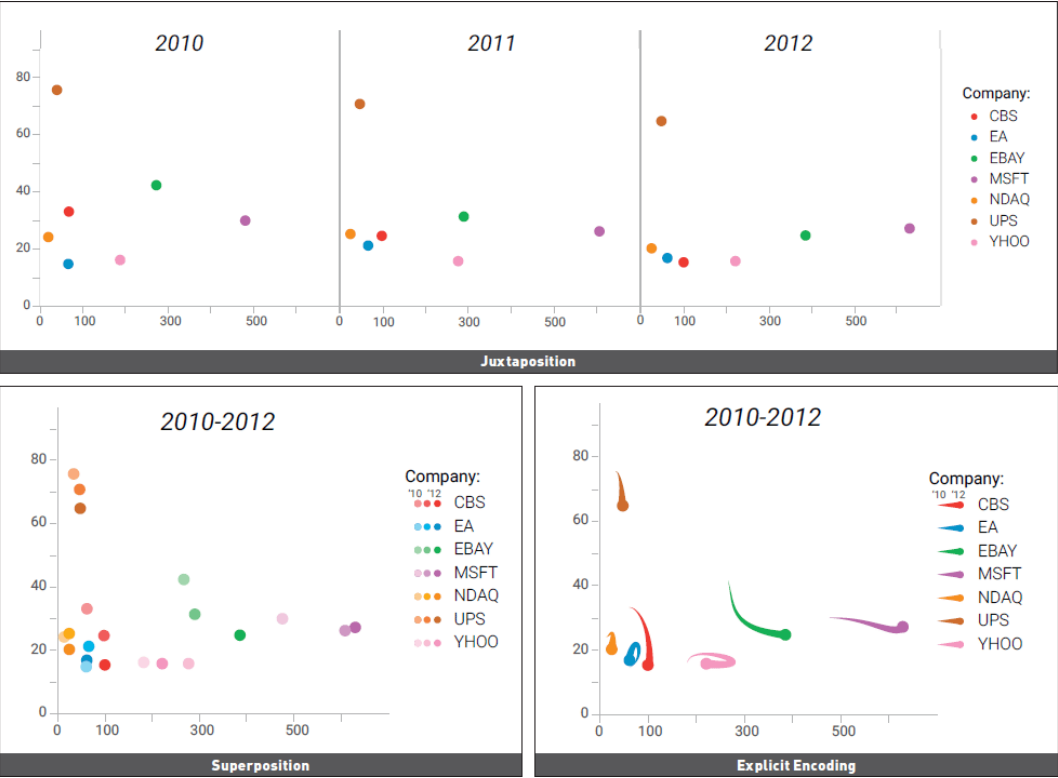 2010 2011 2012
80
60
40
20
0
0 100 300 500 0 100 300 500 0 100 300 500
Company:
CBS
EA
EBAY
MSFT
NDAQ
UPS
YHOO
Juxtaposition
2010-2012
80
60
40
20
0
0 100 300 500
Company:
'10 '12
CBS
EA
EBAY
MSFT
NDAQ
UPS
YHOO
Superposition
2010-2012
80
60
40
20
0
0 100 300 500
Company:
'10 '12
CBS
EA
EBAY
MSFT
NDAQ
UPS
YHOO
Explicit Encoding